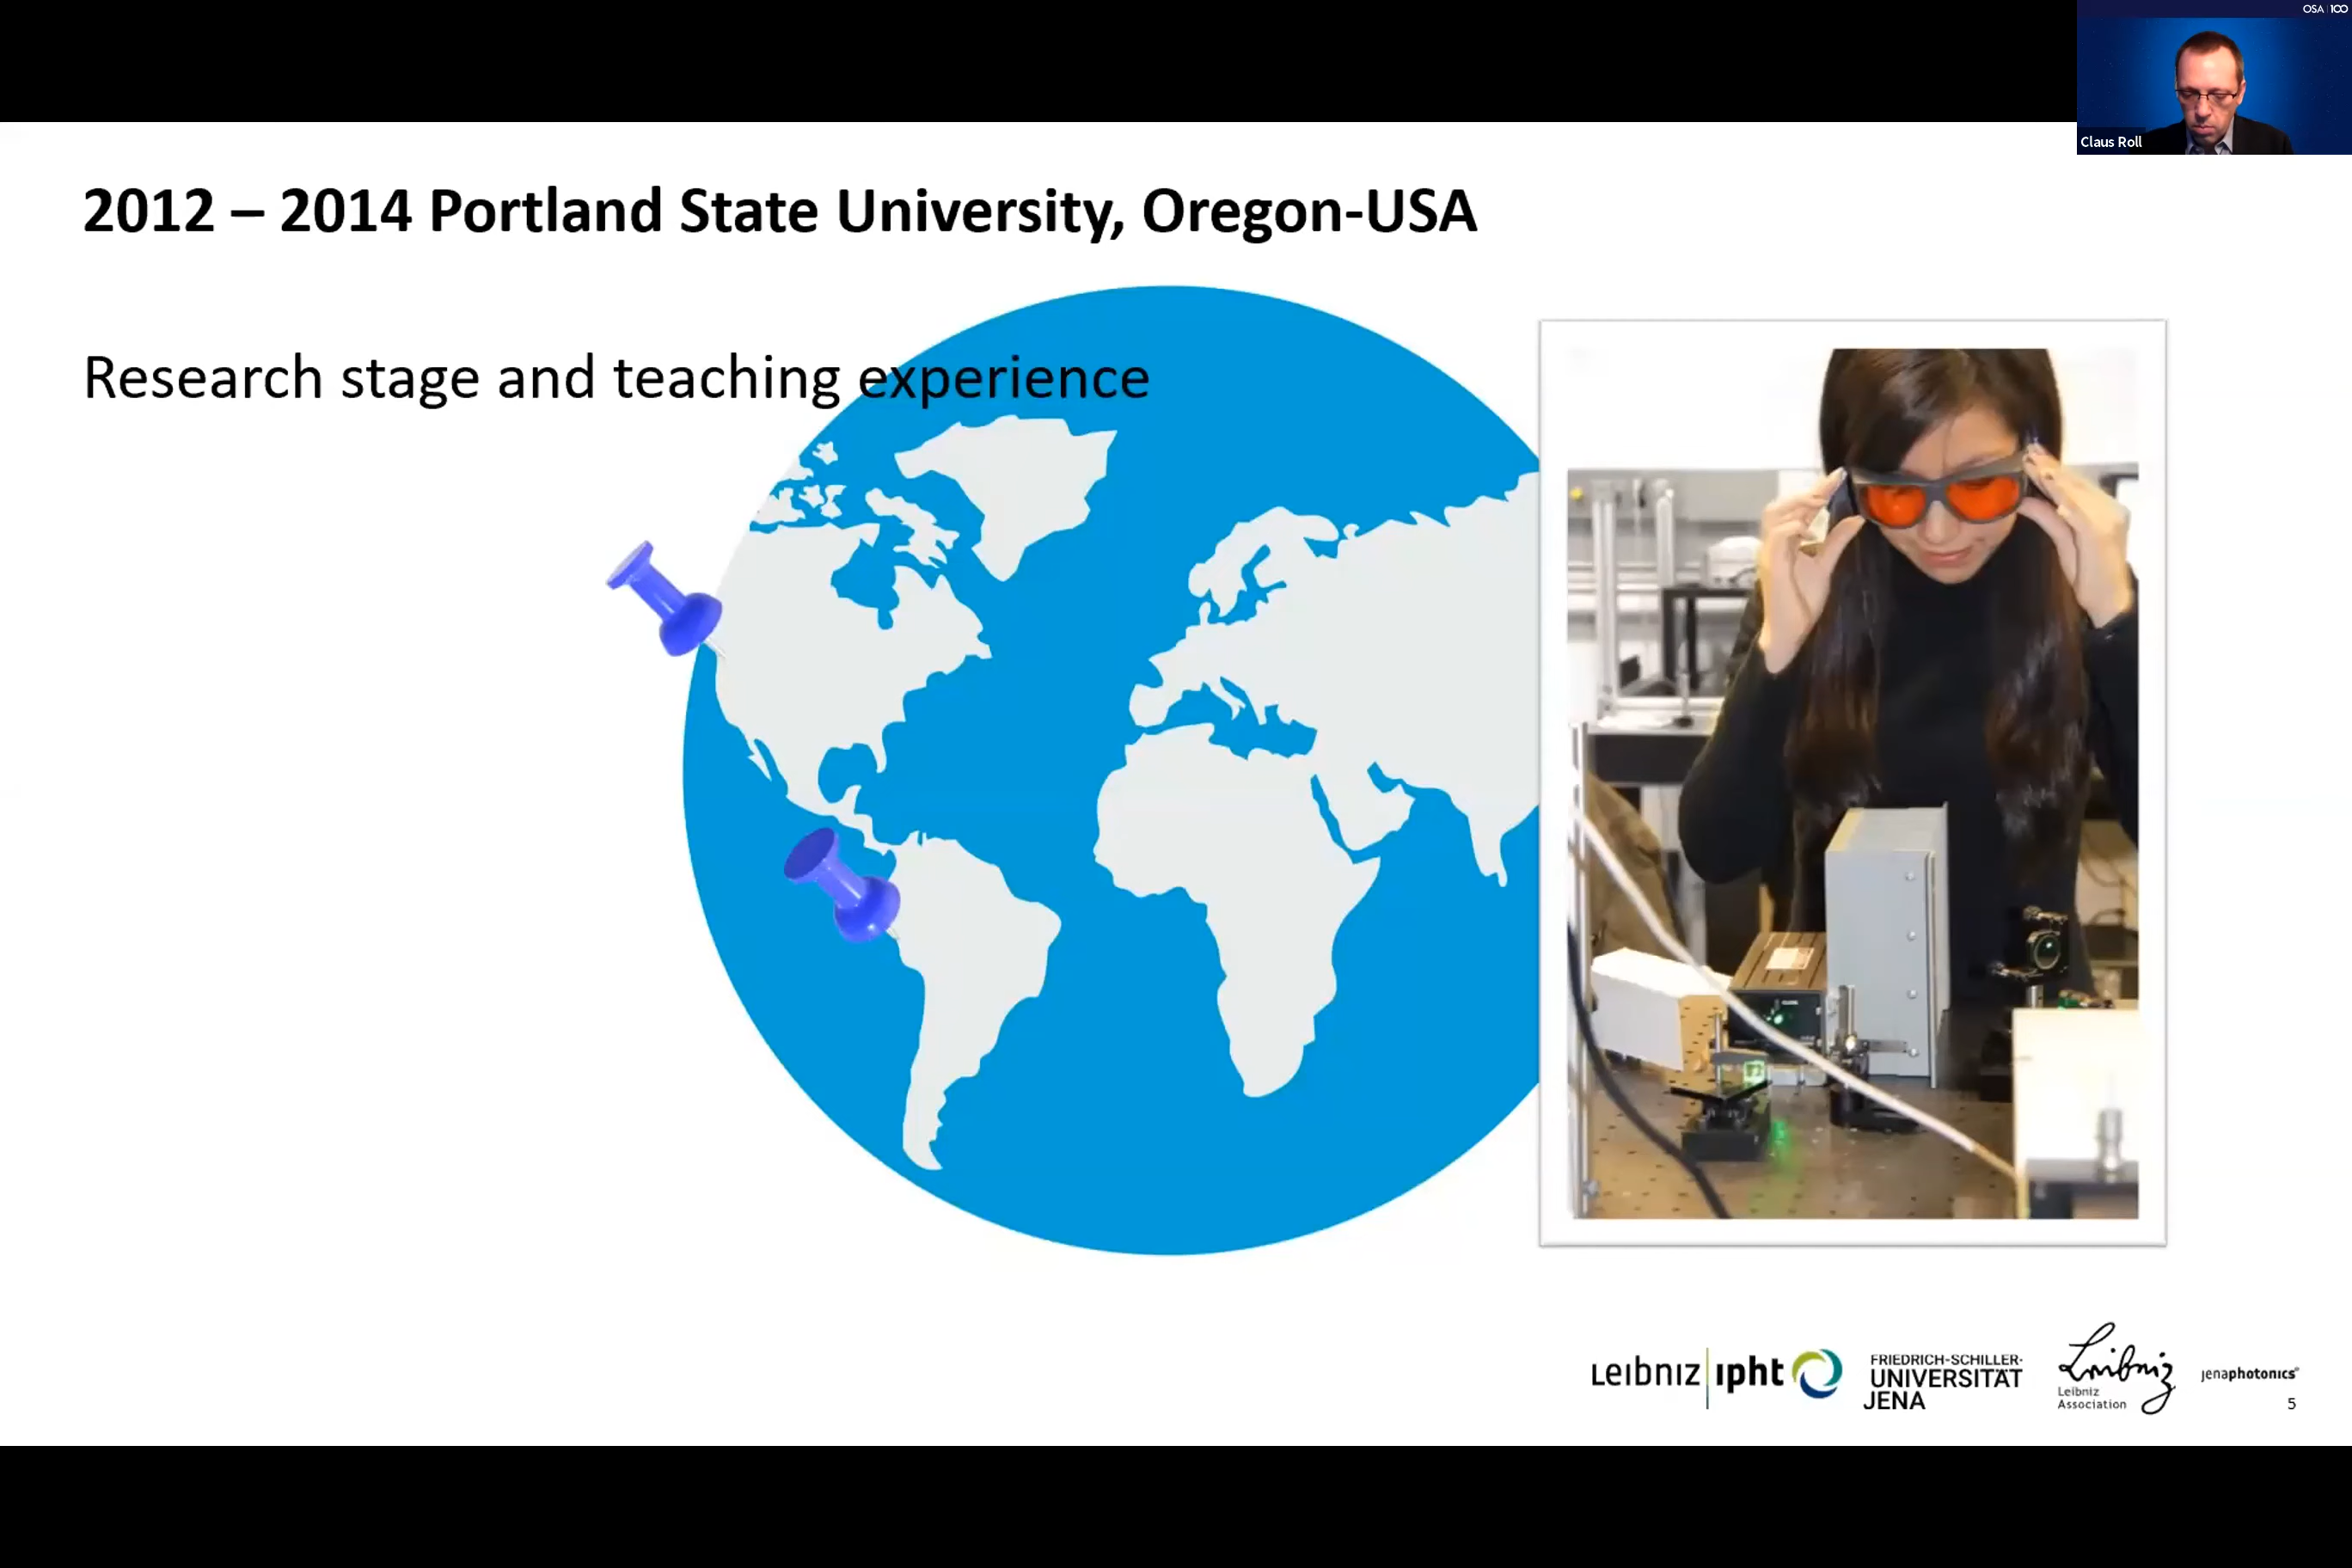 OSA 100
Claus Roll
2012 – 2014 Portland State University, Oregon-USA
Research stage and teaching experience
Leibniz ipht
FRIEDRICH-SCHILLER-
UNIVERSITÄT
JENA
Leibniz
Leibniz
Association
jenaphotonics
5